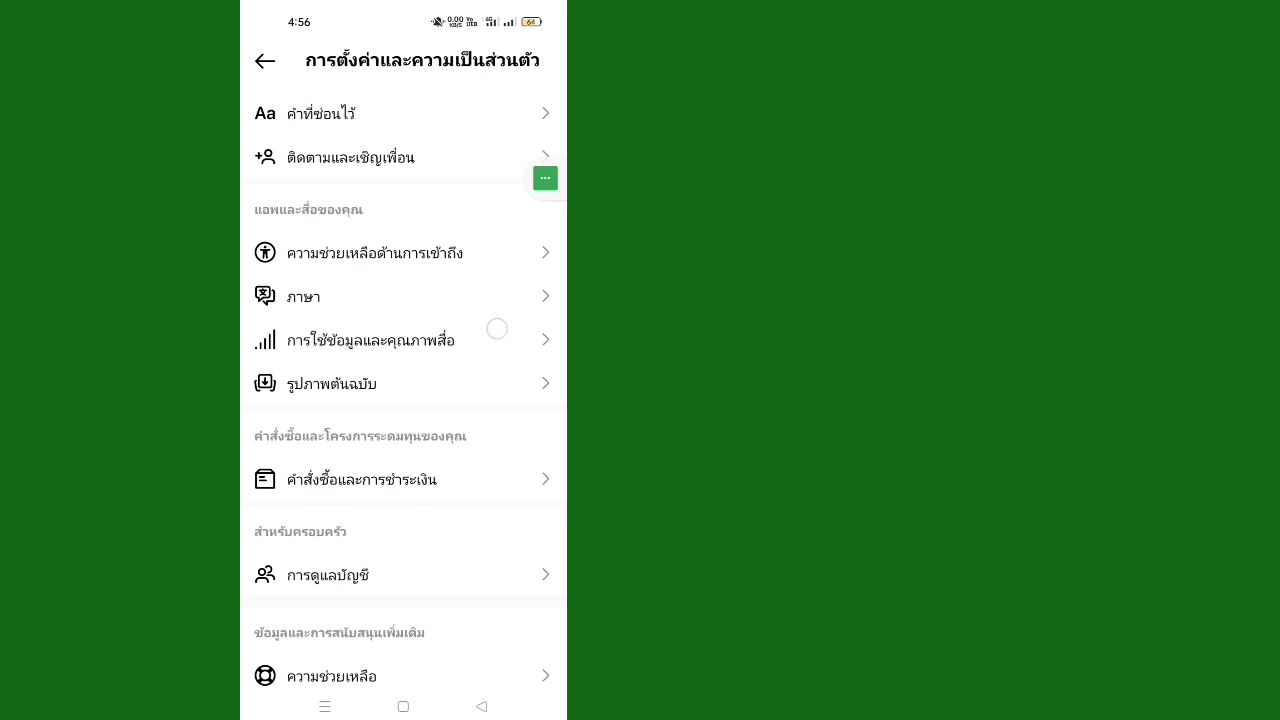 4:56
0.00 KB/S Vo LTE 4G 64
การตั้งค่าและความเป็นส่วนตัว
Aa คำที่ซ่อนไว้
ติดตามและเชิญเพื่อน
แอพและสื่อของคุณ
ความช่วยเหลือด้านการเข้าถึง
ภาษา
การใช้ข้อมูลและคุณภาพสื่อ
รูปภาพต้นฉบับ
คำสั่งซื้อและโครงการระดมทุนของคุณ
คำสั่งซื้อและการชำระเงิน
สำหรับครอบครัว
การดูแลบัญชี
ข้อมูลและการสนับสนุนเพิ่มเติม
ความช่วยเหลือ